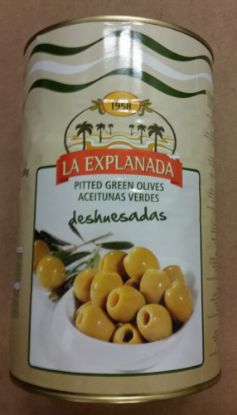 1958
LA EXPLANADA
PITTED GREEN OLIVES
ACEITUNAS VERDES
deshuesadas